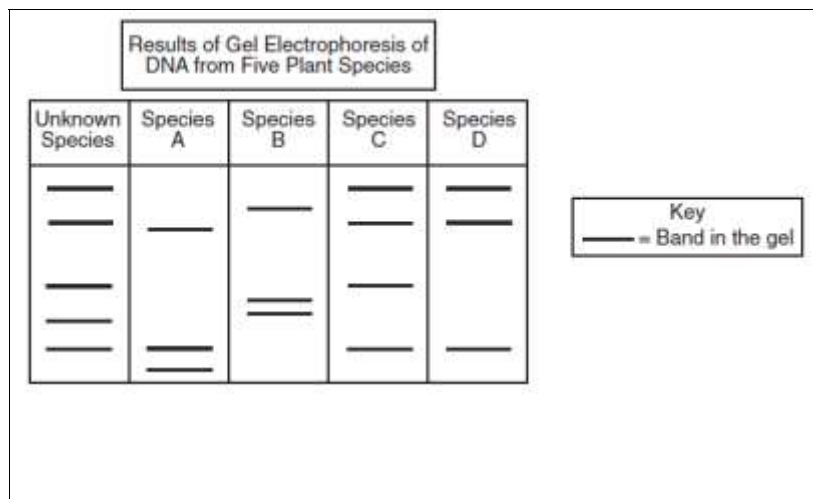 Results of Gel Electrophoresis of
DNA from Five Plant Species
Unknown
Species
Species
A
Species
B
Species
C
Species
D
Key
= Band in the gel